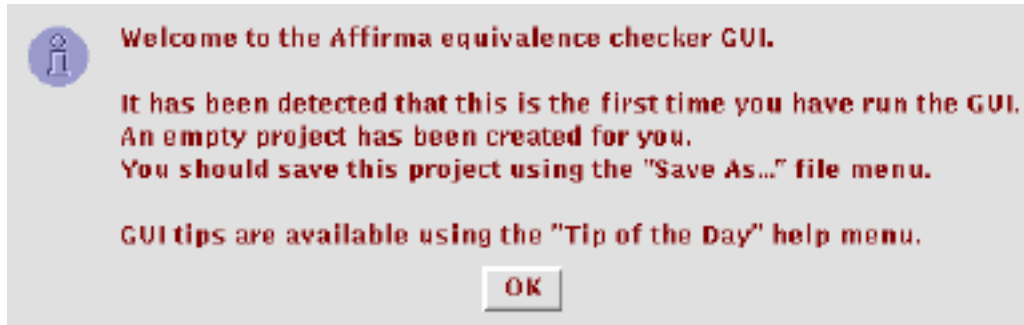 Welcome to the Affirma equivalence checker GUI.
It has been detected that this is the first time you have run the GUI.
An empty project has been created for you.
You should save this project using the "Save As..." file menu.
GUI tips are available using the "Tip of the Day" help menu.
OK